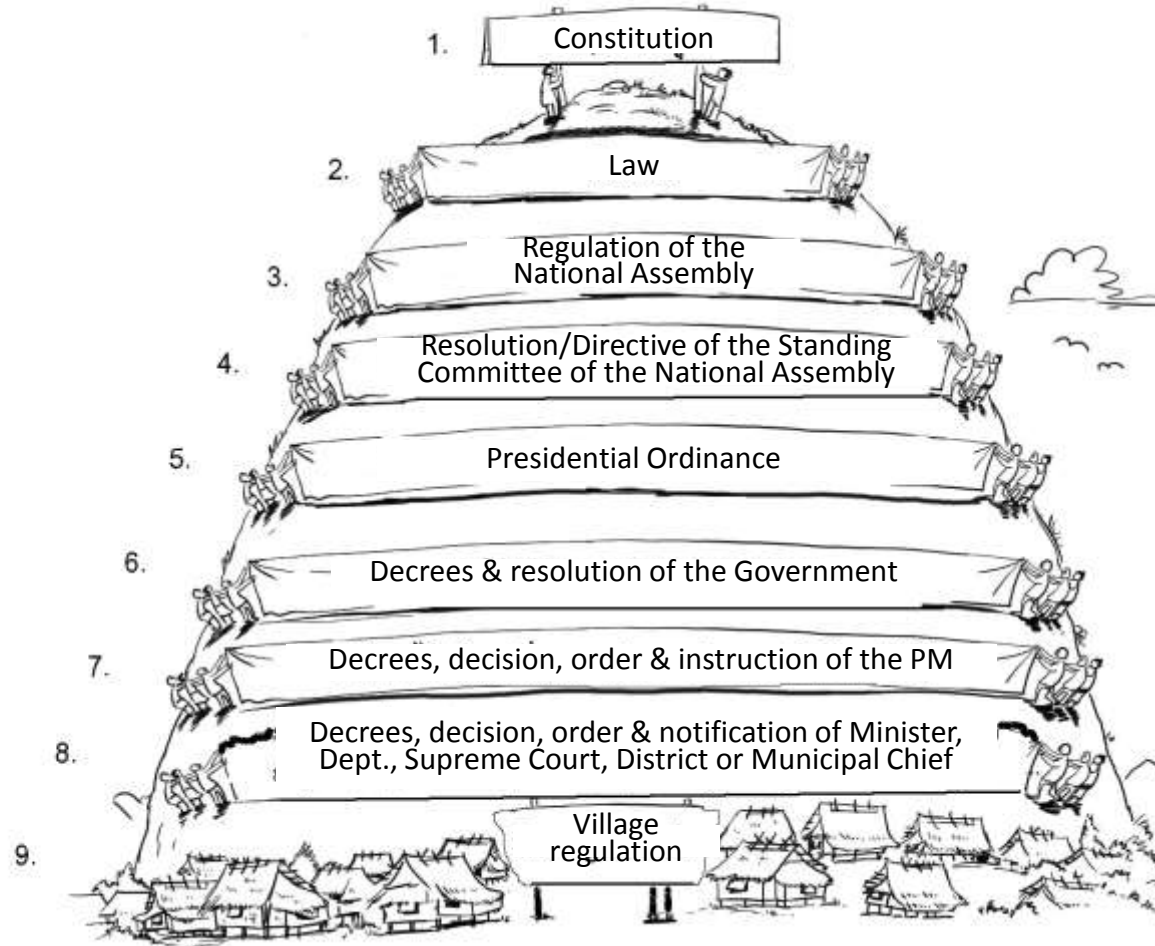 1. Constitution
2. Law
3. Regulation of the
National Assembly
4. Resolution/Directive of the Standing
Committee of the National Assembly
5. Presidential Ordinance
6. Decrees & resolution of the Government
7. Decrees, decision, order & instruction of the PM
8. Decrees, decision, order & notification of Minister,
Dept., Supreme Court, District or Municipal Chief
9. Village
regulation